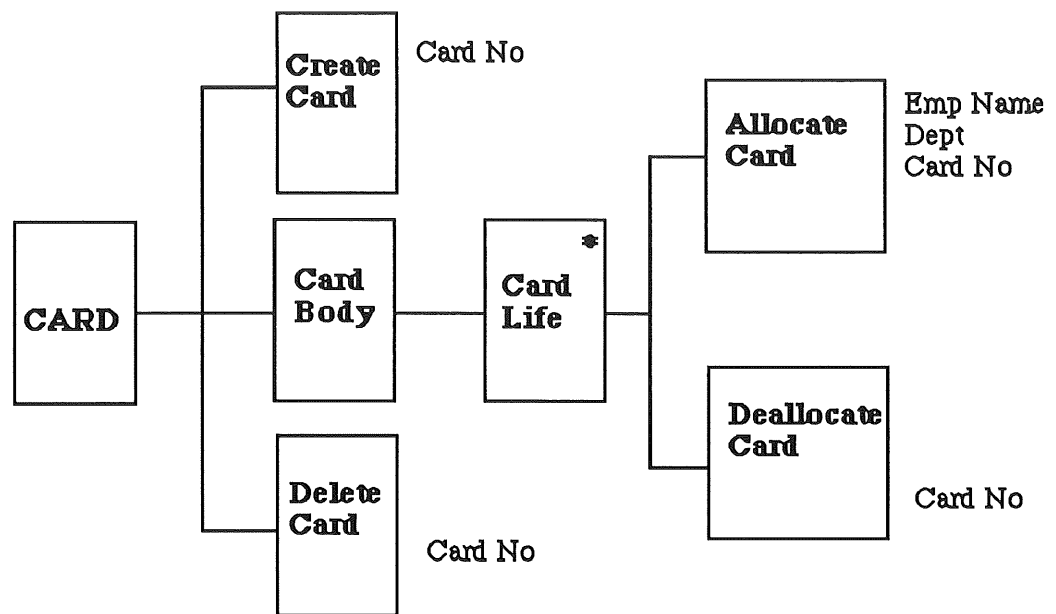 Create
Card
Card No
Allocate
Card
Emp Name
Dept
Card No
CARD
Card
Body
*
Card
Life
Delete
Card
Card No
Deallocate
Card
Card No